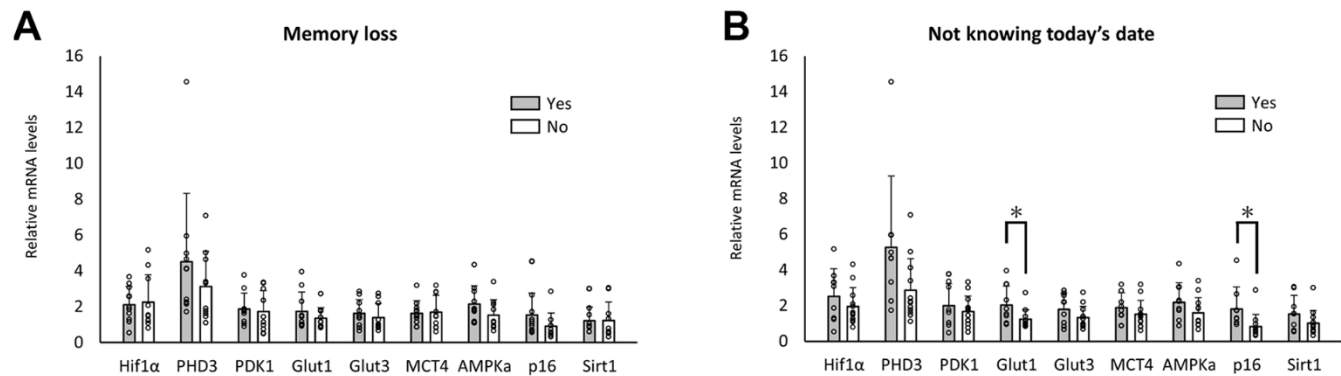 A
Memory loss
Relative mRNA levels
16
14
12
10
8
6
4
2
0
Yes
No
Hif1α PHD3 PDK1 Glut1 Glut3 MCT4 AMPKa p16 Sirt1
B
Not knowing today's date
Relative mRNA levels
16
14
12
10
8
6
4
2
0
Yes
No
*
*
Hif1α PHD3 PDK1 Glut1 Glut3 MCT4 AMPKa p16 Sirt1